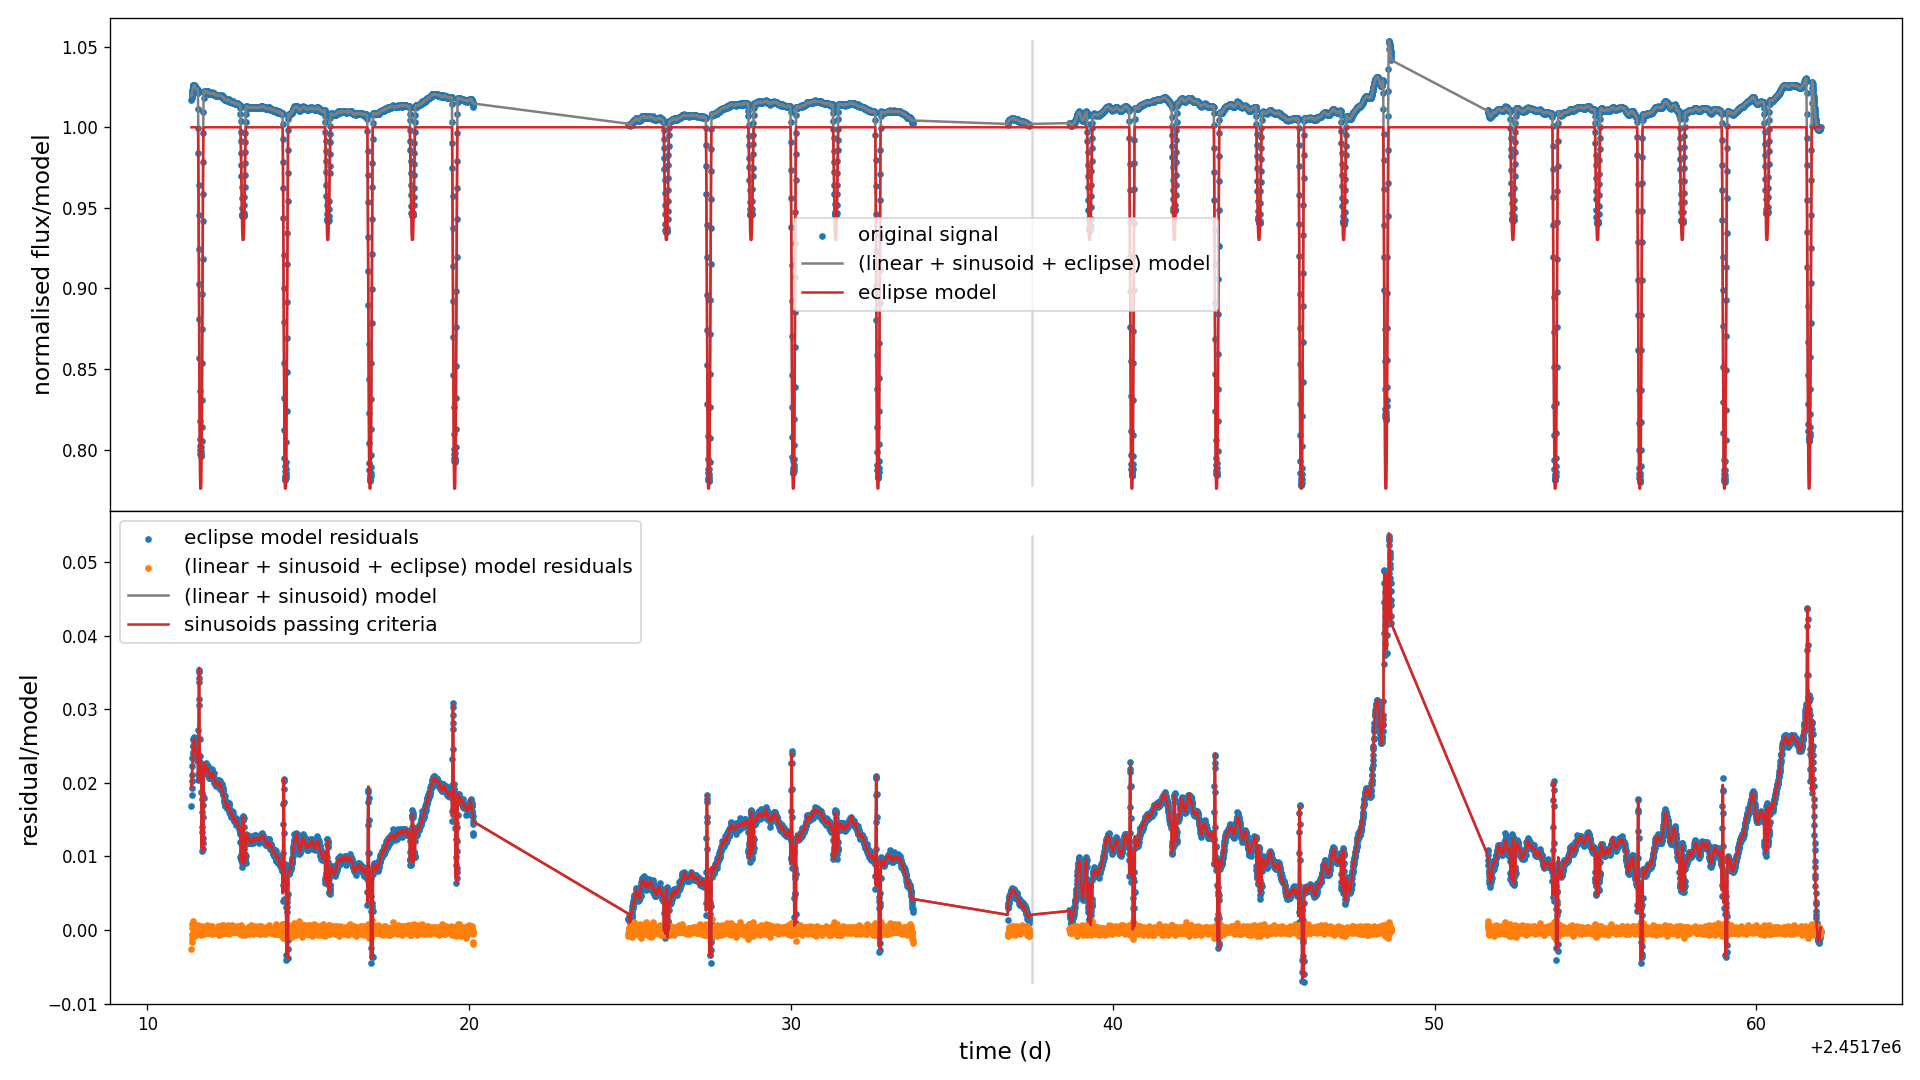 normalised flux/model
1.05
1.00
0.95
0.90
0.85
0.80
original signal
(linear + sinusoid + eclipse) model
eclipse model
residual/model
0.05
0.04
0.03
0.02
0.01
0.00
−0.01
eclipse model residuals
(linear + sinusoid + eclipse) model residuals
(linear + sinusoid) model
sinusoids passing criteria
10 20 30 40 50 60
time (d)
+2.4517e6